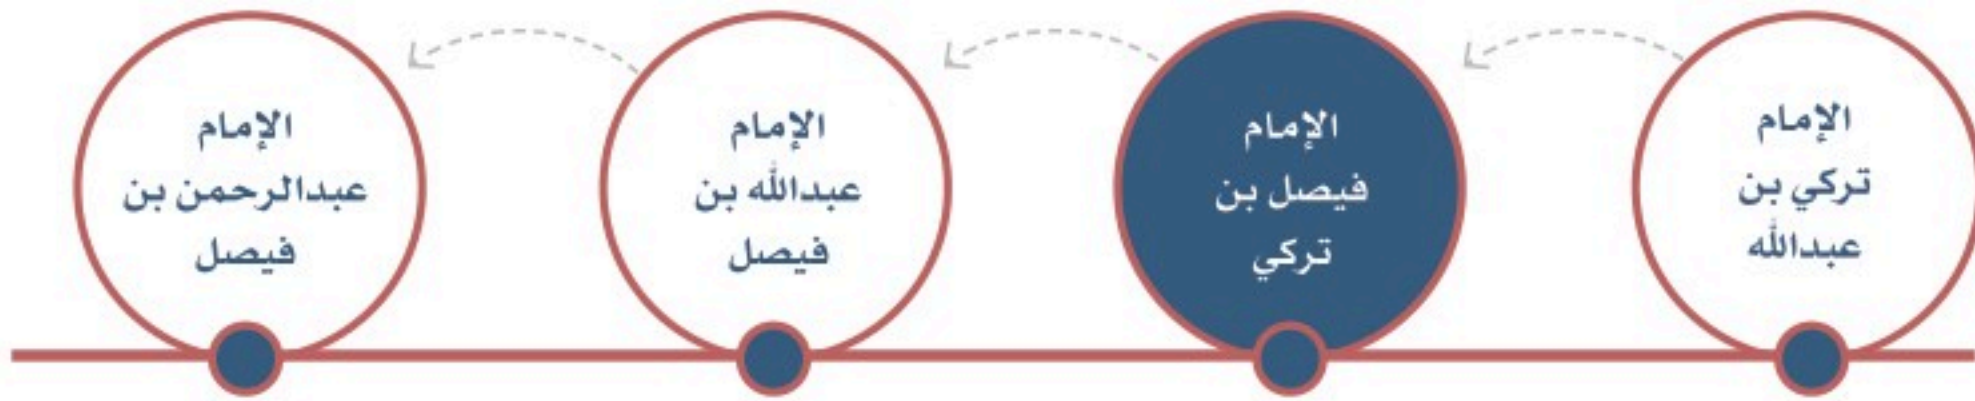 الإمام
تركي بن
عبدالله
الإمام
فيصل بن
تركي
الإمام
عبدالله بن
فيصل
الإمام
عبدالرحمن بن
فيصل